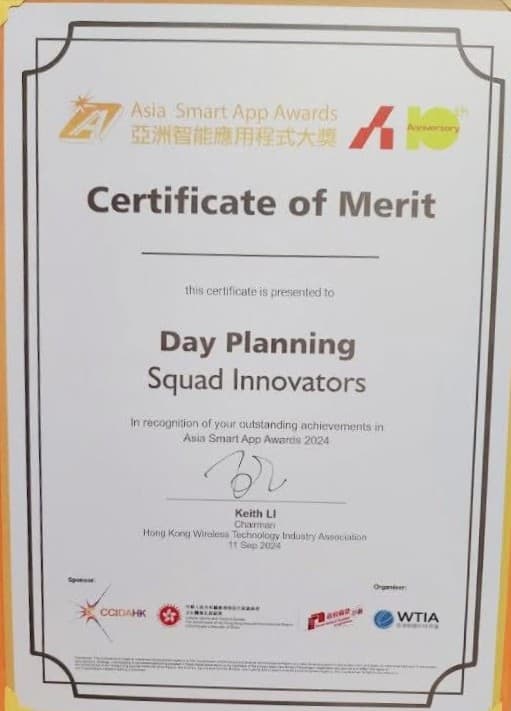 Asia Smart App Awards
亞洲智能應用程式大獎
10th
Anniversary
Certificate of Merit
this certificate is presented to
Day Planning
Squad Innovators
In recognition of your outstanding achievements in
Asia Smart App Awards 2024
Keith LI
Chairman
Hong Kong Wireless Technology Industry Association
11 Sep 2024
Sponsor:
Organiser:
CCIDAHK
WTIA